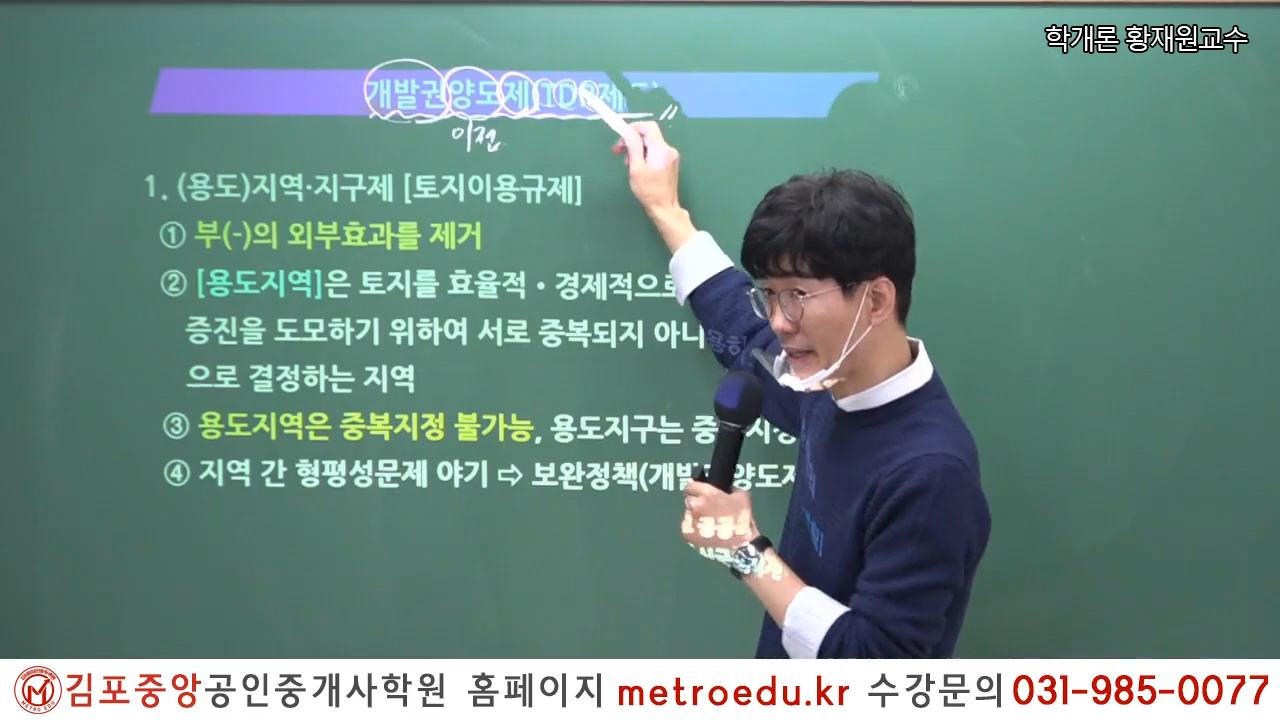 학개론 황재원교수
개발권양도제
이전
1. (용도)지역·지구제 [토지이용규제]
① 부(-)의 외부효과를 제거
② [용도지역]은 토지를 효율적·경제적으로
증진을 도모하기 위하여 서로 중복되지 아니
으로 결정하는 지역
③ 용도지역은 중복지정 불가능, 용도지구는
④ 지역 간 형평성문제 야기 ⇨ 보완정책(개발
METRO EDU 김포중앙공인중개사학원 홈페이지 metroedu.kr 수강문의 031-985-0077